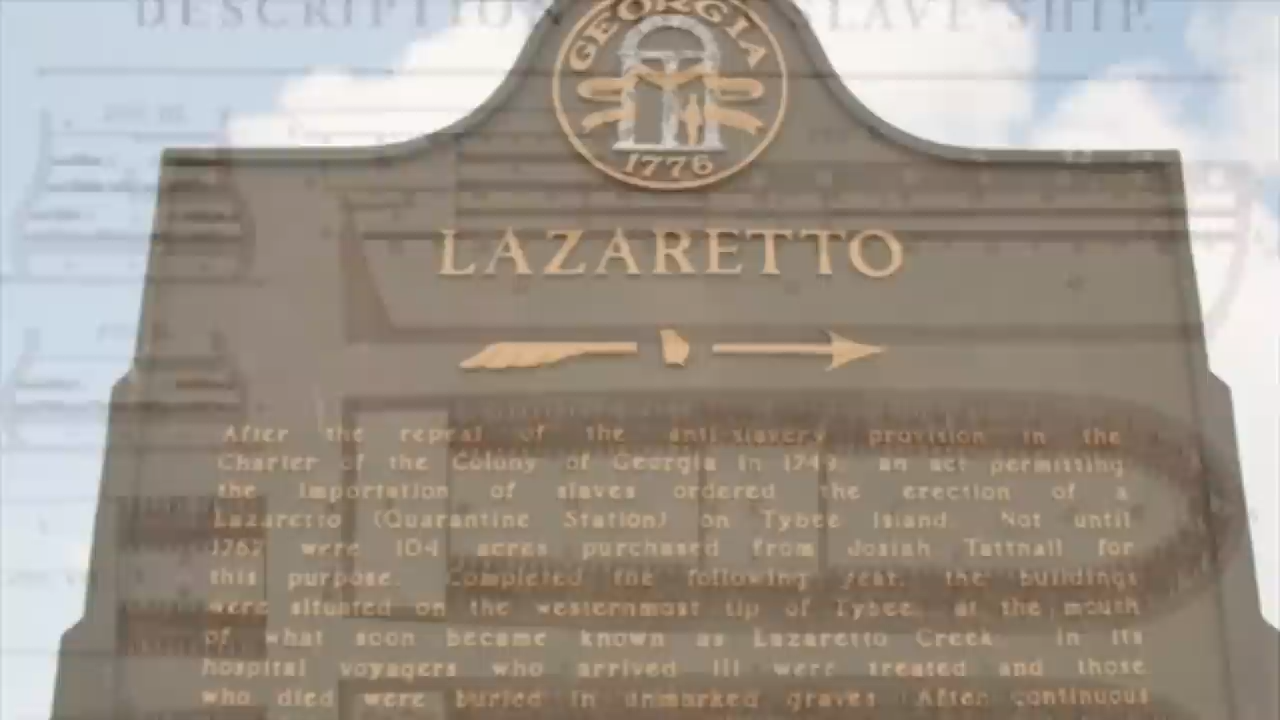 DESCRIPTION SLAVE SHIP.
GEORGIA
1776
LAZARETTO
After the repeal of the anti-slavery provision in the
Charter of the Colony of Georgia in 1749, an act permitting
the importation of slaves ordered the erection of a
Lazaretto (Quarantine Station) on Tybee Island. Not until
1767 were 104 acres purchased from Josiah Tattnall for
this purpose. Completed the following year, the buildings
were situated on the westernmost tip of Tybee, at the mouth
of what soon became known as Lazaretto Creek. In its
hospital voyagers who arrived ill were treated and those
who died were buried in unmarked graves. After continuous